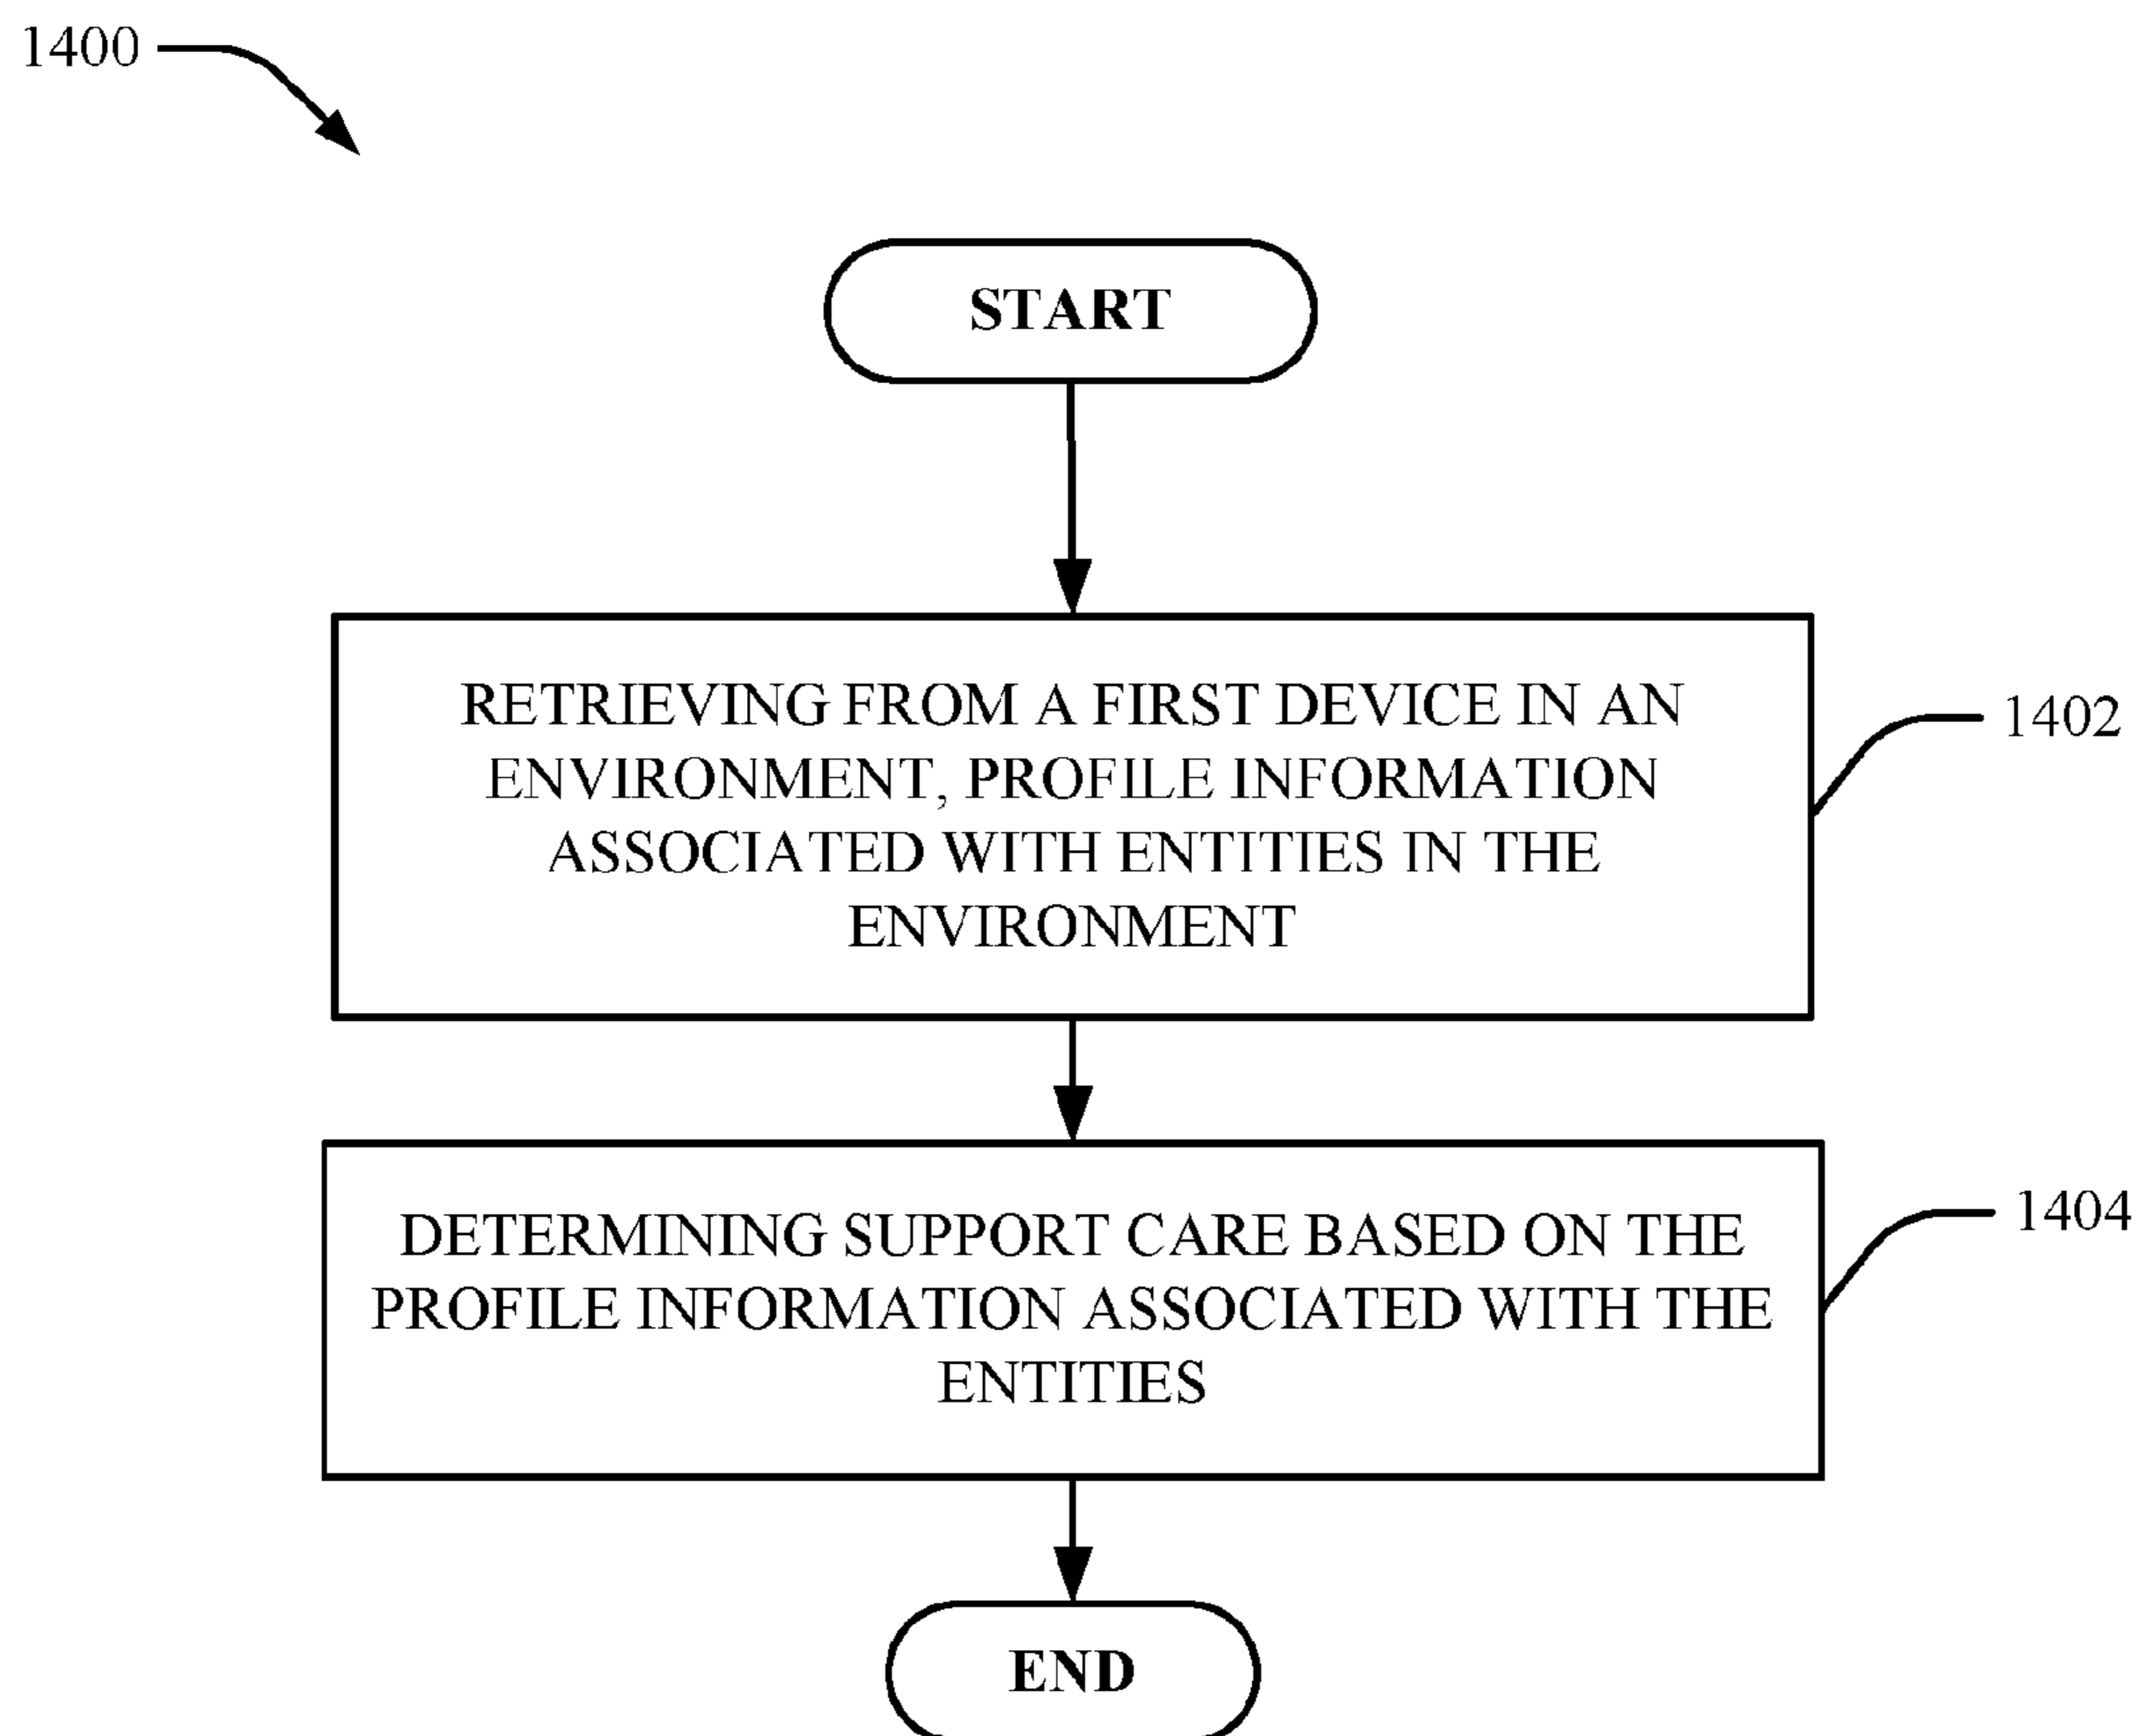 1400
START
RETRIEVING FROM A FIRST DEVICE IN AN
ENVIRONMENT, PROFILE INFORMATION
ASSOCIATED WITH ENTITIES IN THE
ENVIRONMENT
1402
DETERMINING SUPPORT CARE BASED ON THE
PROFILE INFORMATION ASSOCIATED WITH THE
ENTITIES
1404
END